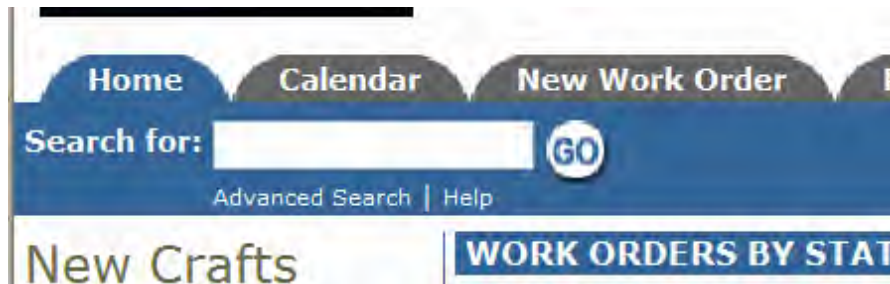 Home Calendar New Work Order
Search for: GO
Advanced Search | Help
New Crafts WORK ORDERS BY STAT